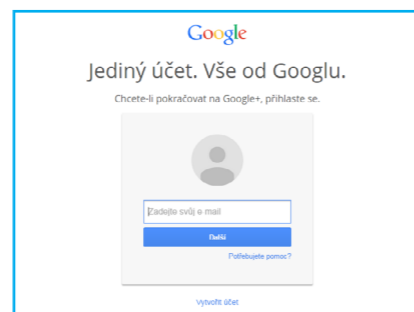 Google
Jediný účet. Vše od Googlu.
Chcete-li pokračovat na Google+, přihlaste se.
Zadejte svůj e-mail
Další
Potřebujete pomoc?
Vytvořit účet